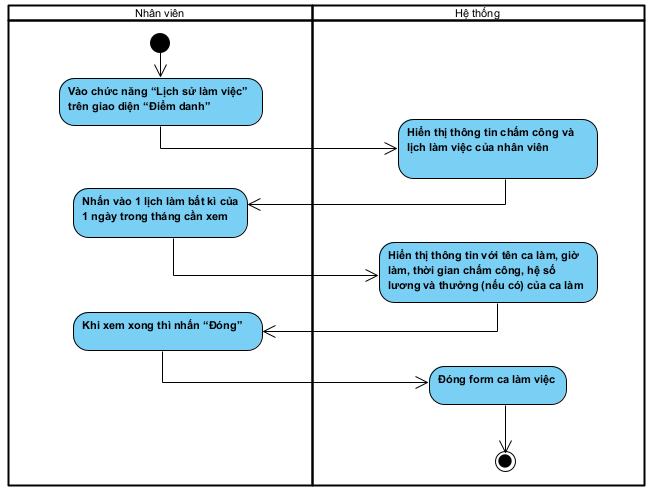 Nhân viên
Hệ thống
Vào chức năng “Lịch sử làm việc”
trên giao diện “Điểm danh”
Hiển thị thông tin chấm công và
lịch làm việc của nhân viên
Nhấn vào 1 lịch làm bất kì của
1 ngày trong tháng cần xem
Hiển thị thông tin với tên ca làm, giờ
làm, thời gian chấm công, hệ số
lương và thưởng (nếu có) của ca làm
Khi xem xong thì nhấn “Đóng”
Đóng form ca làm việc